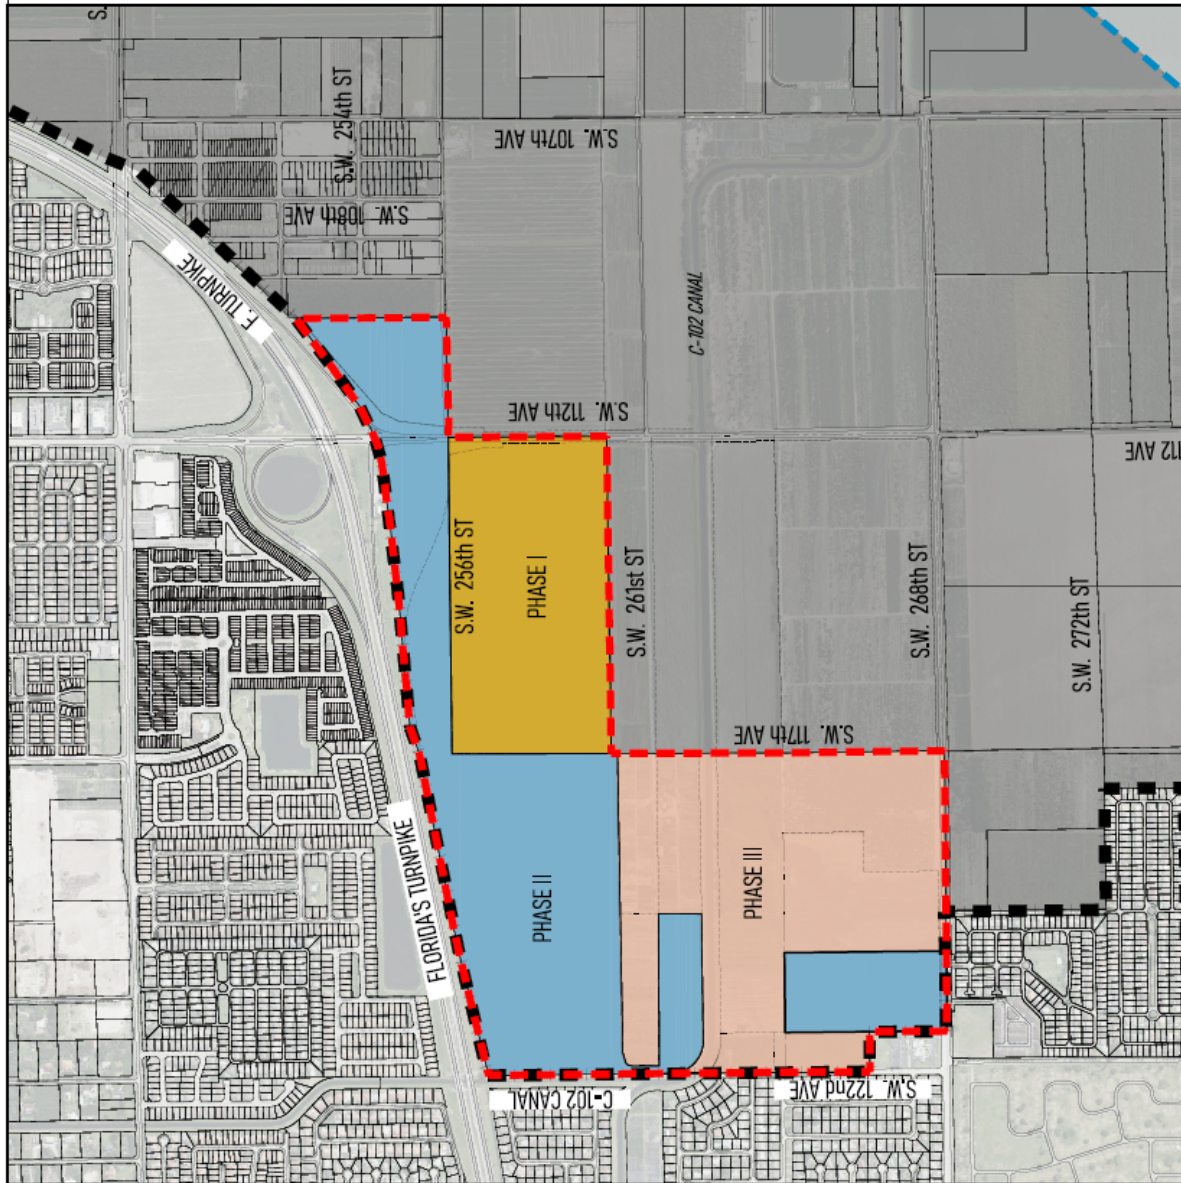 S.
S.W. 254th ST
S.W. 107th AVE
S.W. 108th AVE
F. TURNPIKE
C-102 CANAL
S.W. 112th AVE
112 AVE
S.W. 256th ST
PHASE I
S.W. 261st ST
S.W. 268th ST
S.W. 272th ST
S.W. 117th AVE
FLORIDA'S TURNPIKE
PHASE II
PHASE III
C-102 CANAL
S.W. 122nd AVE